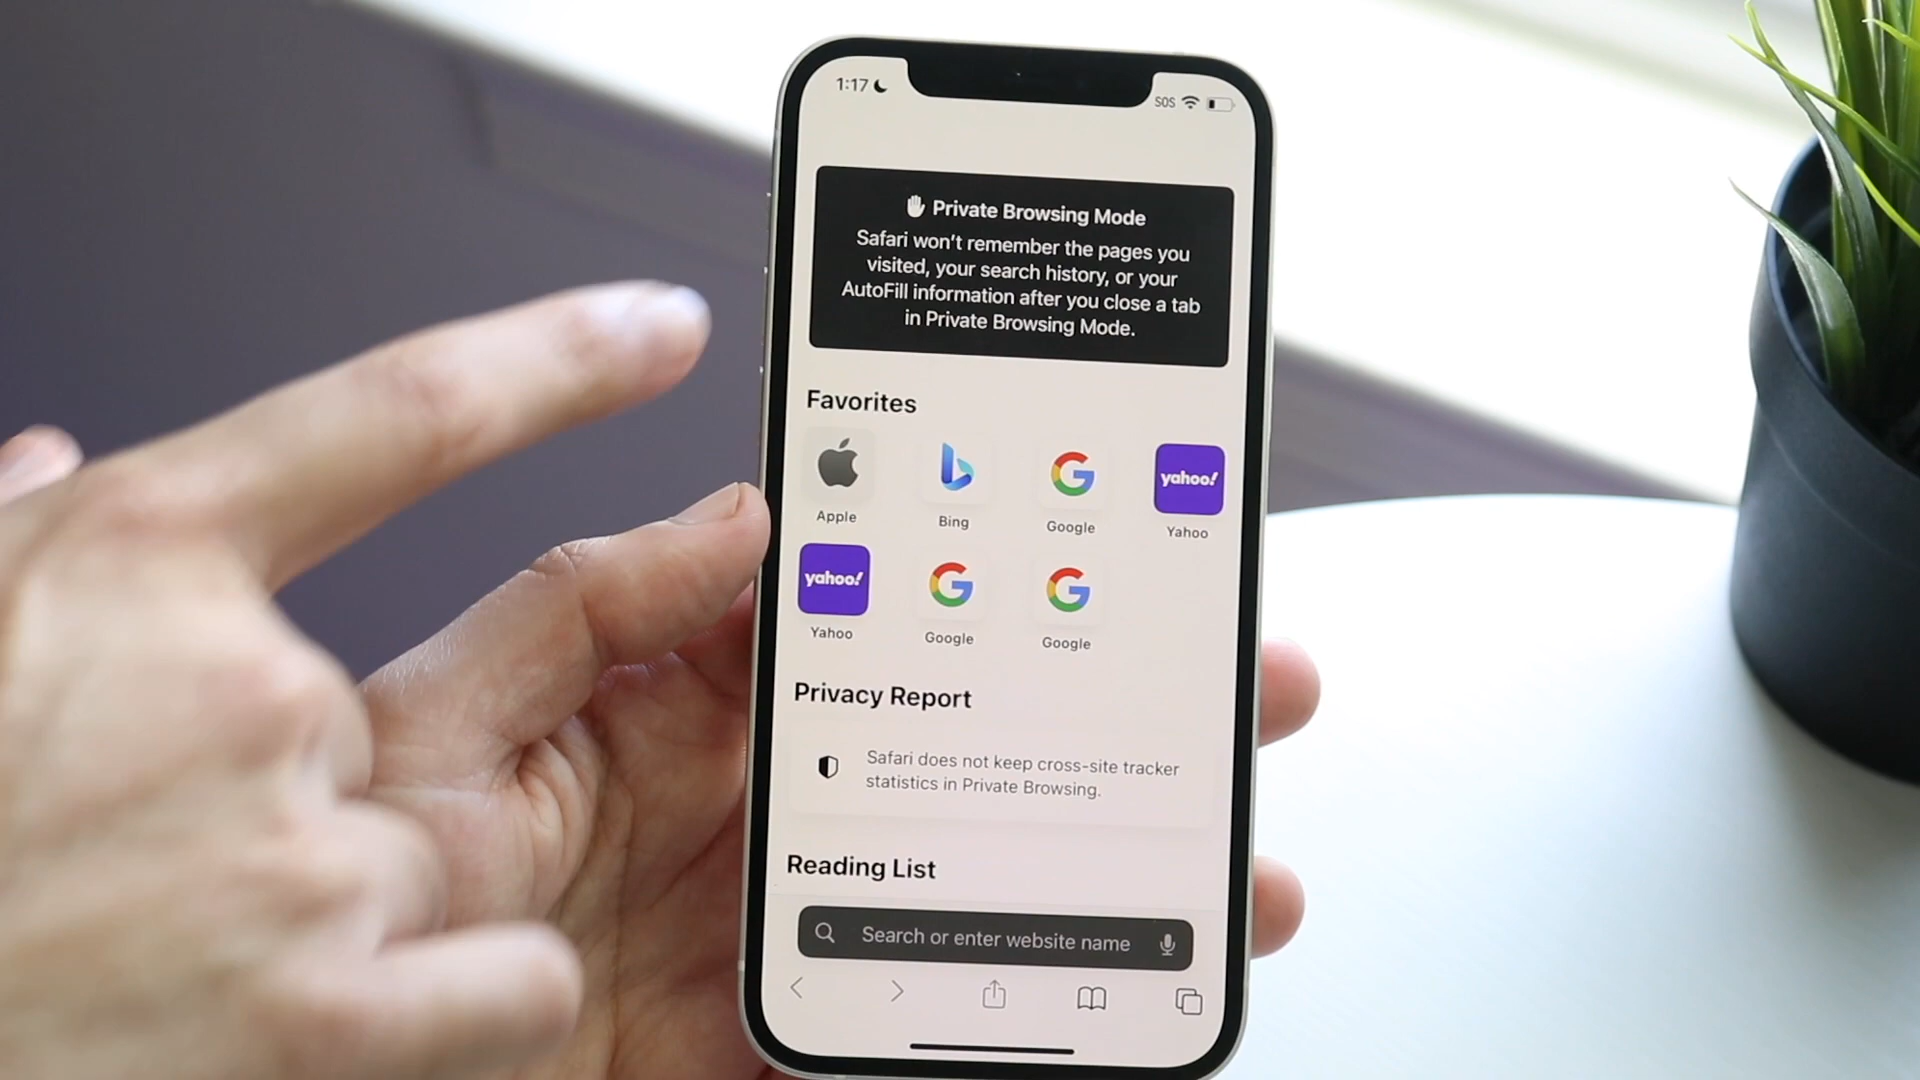 1:17
SOS
Private Browsing Mode
Safari won't remember the pages you
visited, your search history, or your
AutoFill information after you close a tab
in Private Browsing Mode.
Favorites
yahoo!
Apple
Bing
Google
Yahoo
yahoo!
Yahoo
Google
Google
Privacy Report
Safari does not keep cross-site tracker
statistics in Private Browsing.
Reading List
Search or enter website name